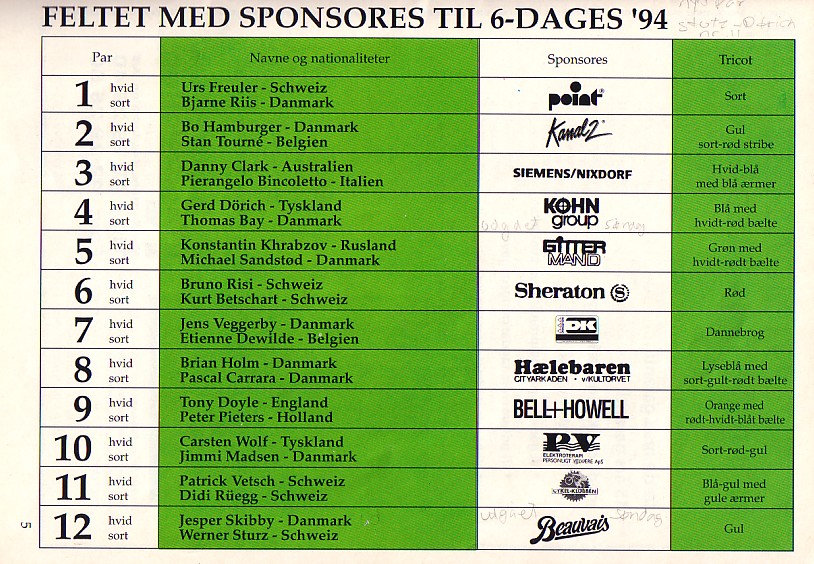 FELTET MED SPONSORES TIL 6-DAGES '94
Par Navne og nationaliteter Sponsores Tricot
1 hvid Urs Freuler - Schweiz point® Sort
sort Bjarne Riis - Danmark
2 hvid Bo Hamburger - Danmark Kanal 2 Gul
sort Stan Tourné - Belgien sort-rød stribe
3 hvid Danny Clark - Australien SIEMENS/NIXDORF Hvid-blå
sort Pierangelo Bincoletto - Italien med blå ærmer
4 hvid Gerd Dörich - Tyskland KOHN Blå med
sort Thomas Bay - Danmark group hvidt-rød bælte
udgået søndag
5 hvid Konstantin Khrabzov - Rusland GITTER Grøn med
sort Michael Sandstød - Danmark MAND hvidt-rødt bælte
6 hvid Bruno Risi - Schweiz Sheraton S Rød
sort Kurt Betschart - Schweiz
7 hvid Jens Veggerby - Danmark DK Dannebrog
sort Etienne Dewilde - Belgien
8 hvid Brian Holm - Danmark Hælebaren Lyseblå med
sort Pascal Carrara - Danmark CITYARKADEN • v/KULTORVET sort-gult-rødt bælte
9 hvid Tony Doyle - England BELL+HOWELL Orange med
sort Peter Pieters - Holland rødt-hvidt-blåt bælte
10 hvid Carsten Wolf - Tyskland PV Sort-rød-gul
sort Jimmi Madsen - Danmark ELEKTROTERAPI
PERSONLIGT VELVÆRE ApS
11 hvid Patrick Vetsch - Schweiz CYKEL-KLUBBEN Blå-gul med
sort Didi Rüegg - Schweiz gule ærmer
12 hvid Jesper Skibby - Danmark Beauvais Gul
sort Werner Sturz - Schweiz
udgået søndag
5